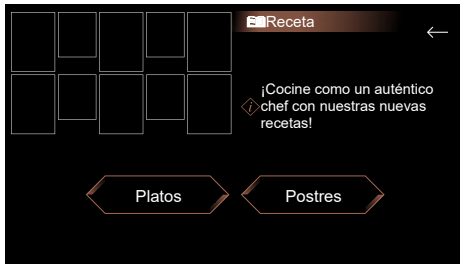 Receta
¡Cocine como un auténtico
chef con nuestras nuevas
recetas!
Platos
Postres